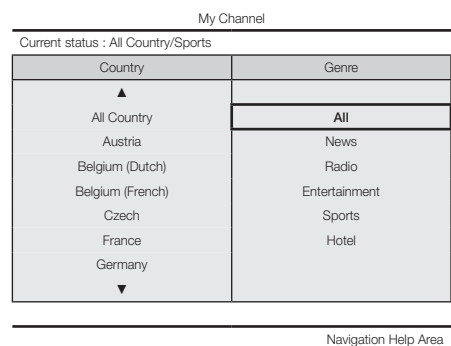 My Channel
Current status : All Country/Sports
Country Genre
▲
All Country All
Austria News
Belgium (Dutch) Radio
Belgium (French) Entertainment
Czech Sports
France Hotel
Germany
▼
Navigation Help Area